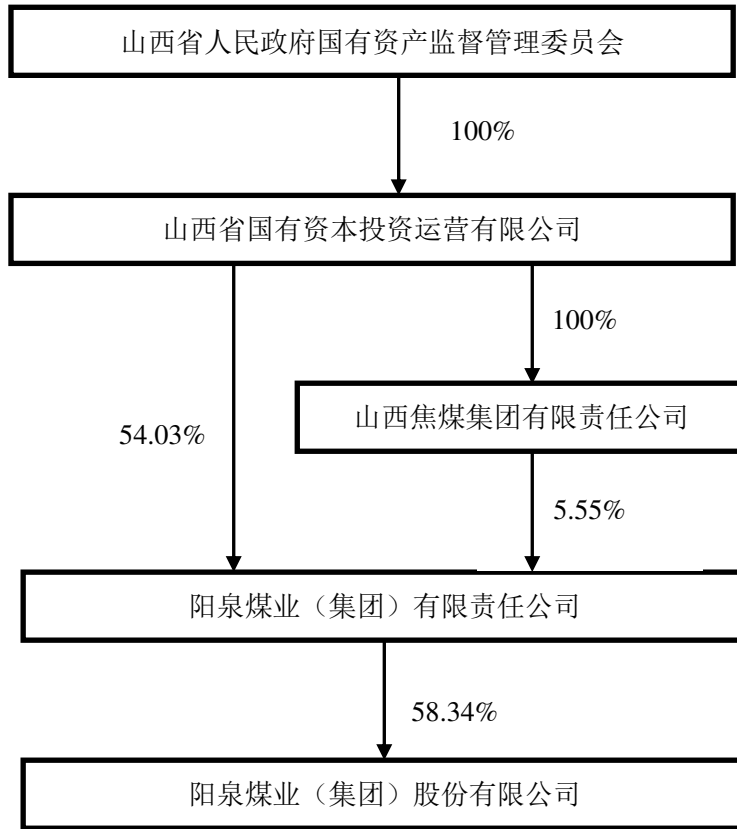 山西省人民政府国有资产监督管理委员会
100%
山西省国有资本投资运营有限公司
100%
山西焦煤集团有限责任公司
54.03%
5.55%
阳泉煤业（集团）有限责任公司
58.34%
阳泉煤业（集团）股份有限公司